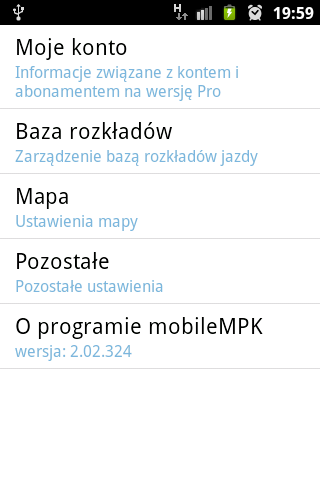 H 19:59
Moje konto
Informacje związane z kontem i
abonamentem na wersję Pro
Baza rozkładów
Zarządzenie bazą rozkładów jazdy
Mapa
Ustawienia mapy
Pozostałe
Pozostałe ustawienia
O programie mobileMPK
wersja: 2.02.324